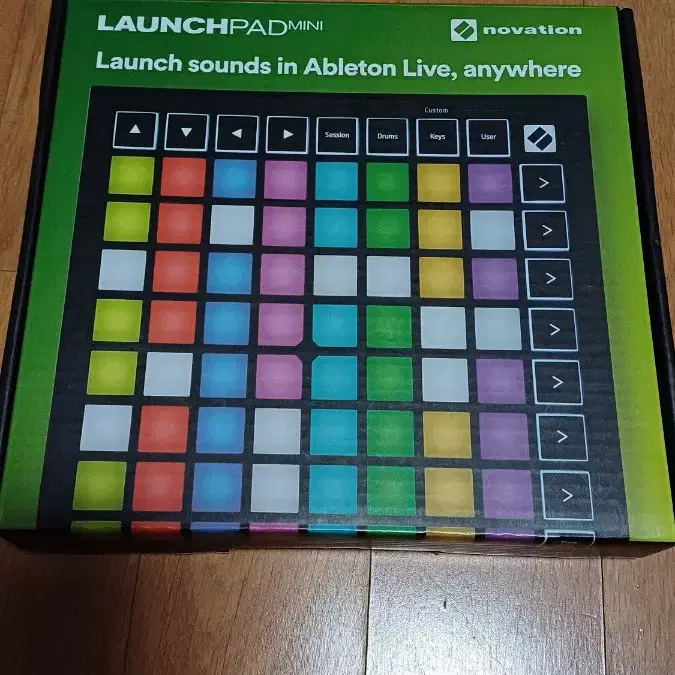 LAUNCHPAD MINI
novation
Launch sounds in Ableton Live, anywhere
Custom
Session
Drums
Keys
User